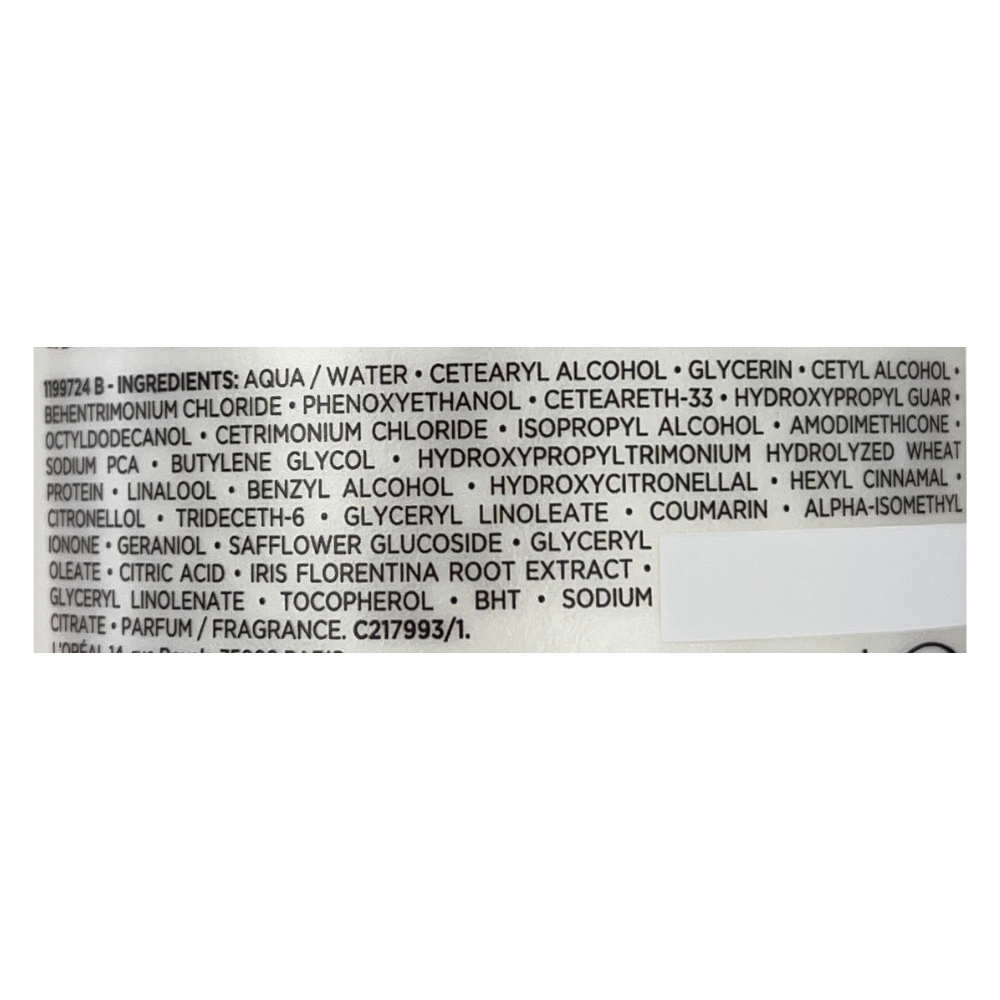 1199724 B - INGREDIENTS: AQUA / WATER • CETEARYL ALCOHOL • GLYCERIN • CETYL ALCOHOL •
BEHENTRIMONIUM CHLORIDE • PHENOXYETHANOL • CETEARETH-33 • HYDROXYPROPYL GUAR •
OCTYLDODECANOL • CETRIMONIUM CHLORIDE • ISOPROPYL ALCOHOL • AMODIMETHICONE •
SODIUM PCA • BUTYLENE GLYCOL • HYDROXYPROPYLTRIMONIUM HYDROLYZED WHEAT
PROTEIN • LINALOOL • BENZYL ALCOHOL • HYDROXYCITRONELLAL • HEXYL CINNAMAL •
CITRONELLOL • TRIDECETH-6 • GLYCERYL LINOLEATE • COUMARIN • ALPHA-ISOMETHYL
IONONE • GERANIOL • SAFFLOWER GLUCOSIDE • GLYCERYL
OLEATE • CITRIC ACID • IRIS FLORENTINA ROOT EXTRACT •
GLYCERYL LINOLENATE • TOCOPHEROL • BHT • SODIUM
CITRATE • PARFUM / FRAGRANCE. C217993/1.
L'ORÉAL 14